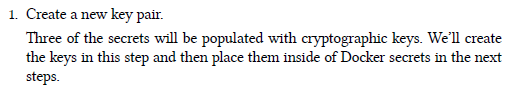 1. Create a new key pair.
Three of the secrets will be populated with cryptographic keys. We’ll create
the keys in this step and then place them inside of Docker secrets in the next
steps.